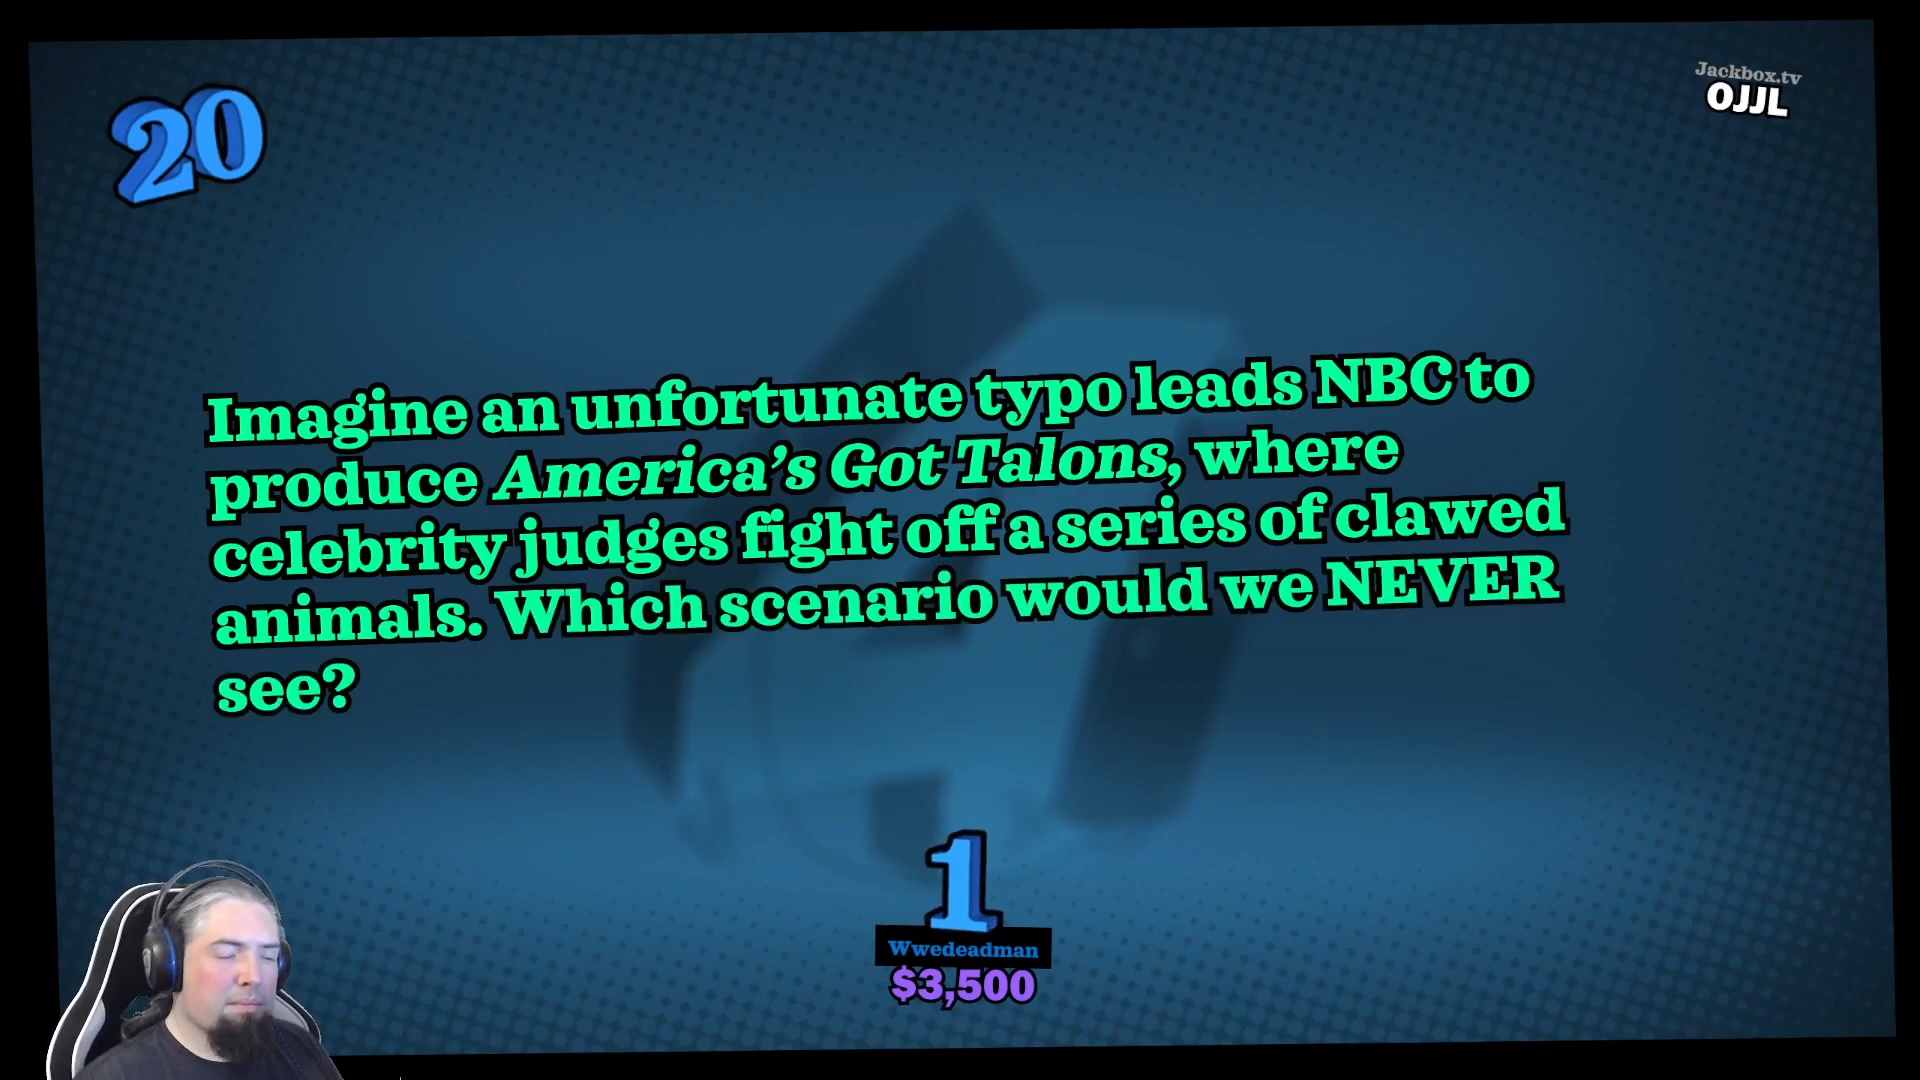 20
Jackbox.tv
OJJL
Imagine an unfortunate typo leads NBC to
produce America's Got Talons, where
celebrity judges fight off a series of clawed
animals. Which scenario would we NEVER
see?
1
Wwedeadman
$3,500